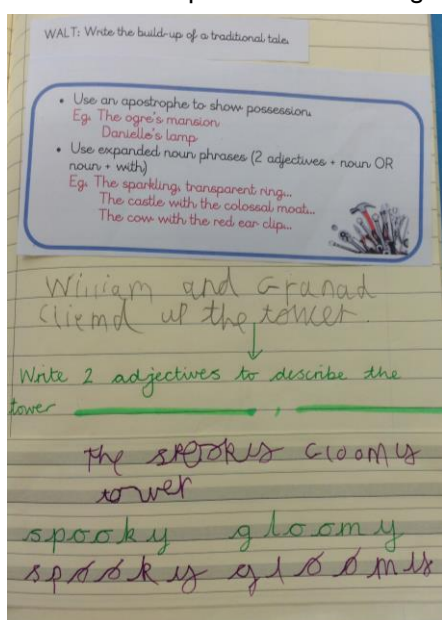 WALT: Write the build-up of a traditional tale.
• Use an apostrophe to show possession.
Eg. The ogre's mansion
Danielle's lamp
• Use expanded noun phrases (2 adjectives + noun OR
noun + with)
Eg. The sparkling, transparent ring...
The castle with the colossal moat...
The cow with the red ear clip...
William and Granad
Cliemd up the tower.
Write 2 adjectives to describe the
tower ,
The spooky Gloomy
tower
spooky gloomy
spooky gloomy